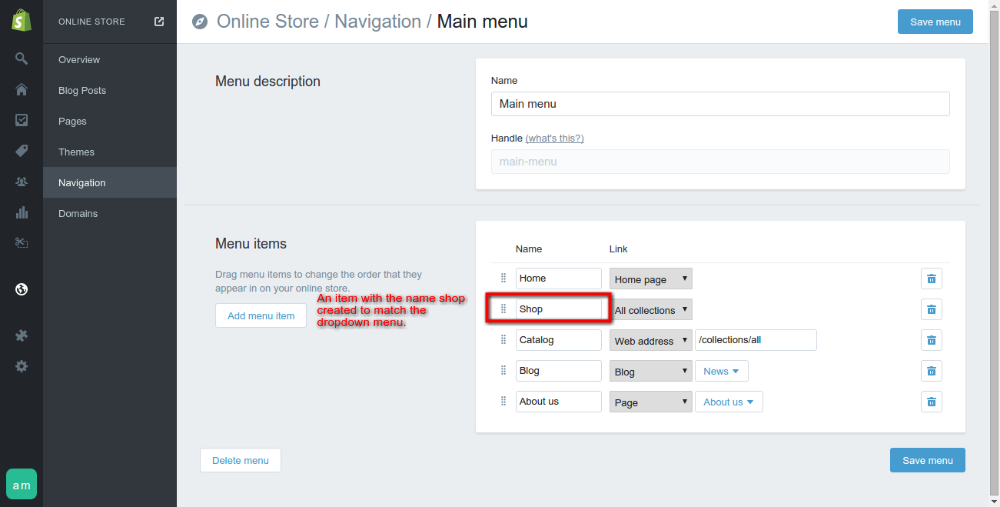 ONLINE STORE
Online Store / Navigation / Main menu
Save menu
Overview
Blog Posts
Pages
Themes
Navigation
Domains
Menu description
Name
Main menu
Handle (what's this?)
main-menu
Menu items
Drag menu items to change the order that they
appear in on your online store.
Add menu item
An item with the name shop
created to match the
dropdown menu.
Name Link
Home Home page
Shop All collections
Catalog Web address /collections/all
Blog Blog News
About us Page About us
Delete menu
Save menu
am